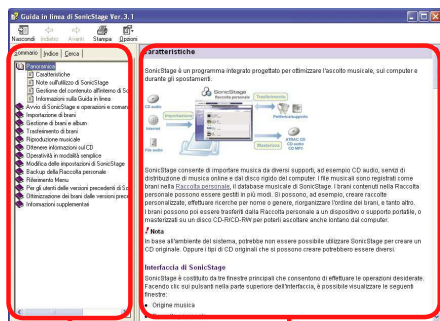 Guida in linea di SonicStage Ver. 3.1
Nascondi Indietro Avanti Stampa Opzioni
Sommario Indice Cerca
Panoramica
Caratteristiche
Note sull'utilizzo di SonicStage
Gestione del contenuto all'interno di So
Informazioni sulla Guida in linea
Avvio di SonicStage e operazioni e coman
Importazione di brani
Gestione di brani e album
Trasferimento di brani
Riproduzione musicale
Ottenere informazioni sul CD
Operatività in modalità semplice
Modifica delle impostazioni di SonicStage
Backup della Raccolta personale
Riferimento Menu
Per gli utenti delle versioni precedenti di So
Ottimizzazione dei brani dalle versioni prece
Informazioni supplementari
Caratteristiche
SonicStage è un programma integrato progettato per ottimizzare l'ascolto musicale, sul computer e
durante gli spostamenti.
SonicStage
Raccolta personale
CD audio
Internet
File audio
Importazione
Trasferimento
Masterizza
ATRAC CD
CD MP3
SonicStage consente di importare musica da diversi supporti, ad esempio CD audio, servizi di
distribuzione di musica online e dal disco rigido del computer. I file musicali sono registrati come
brani nella Raccolta personale, il database musicale di SonicStage. I brani contenuti nella Raccolta
personale possono essere gestiti in più modi. Si possono, ad esempio, creare raccolte
personalizzate, effettuare ricerche per nome o genere, riorganizzare l'ordine dei brani, e tanto altro.
I brani possono poi essere trasferiti dalla Raccolta personale a un dispositivo o supporto portatile, o
masterizzati su un disco CD-R/CD-RW per poterli ascoltare anche lontano dal computer.
Nota
In base all'ambiente del sistema, potrebbe non essere possibile utilizzare SonicStage per creare un
CD originale. Oppure i tipi di CD originali che si possono creare potrebbero essere diversi.
Interfaccia di SonicStage
SonicStage è costituito da tre finestre principali che consentono di effettuare le operazioni desiderate.
Facendo clic sui pulsanti nella parte superiore dell'interfaccia, è possibile visualizzare le seguenti
finestre:
Origine musica